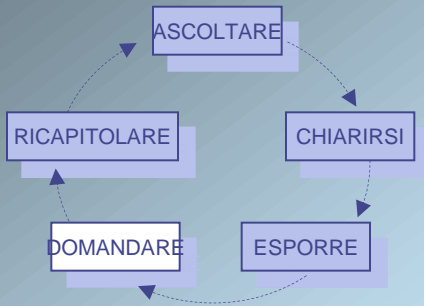 ASCOLTARE
RICAPITOLARE
CHIARIRSI
DOMANDARE
ESPORRE